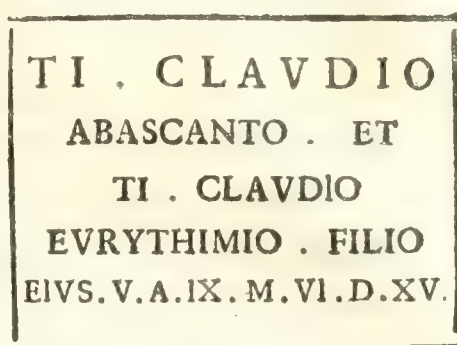 TI . CLAVDIO
ABASCANTO . ET
TI . CLAVDIO
EVRYTHIMIO . FILIO
EIVS . V. A. IX. M. VI. D. XV.